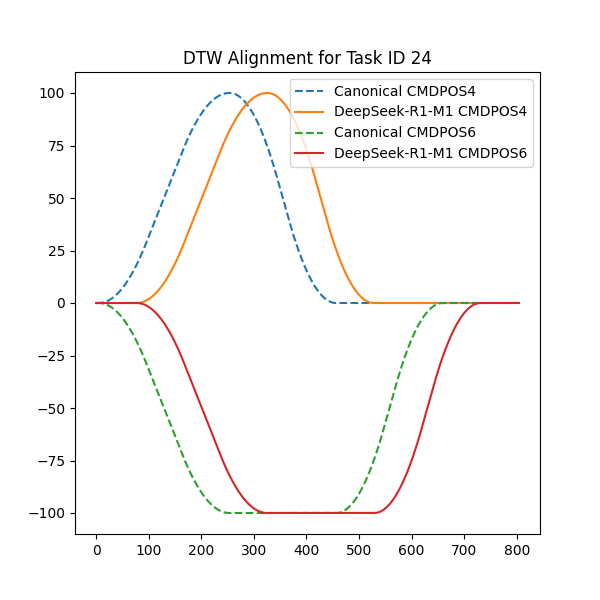 DTW Alignment for Task ID 24
Canonical CMDPOS4
DeepSeek-R1-M1 CMDPOS4
Canonical CMDPOS6
DeepSeek-R1-M1 CMDPOS6
100
75
50
25
0
−25
−50
−75
−100
0 100 200 300 400 500 600 700 800